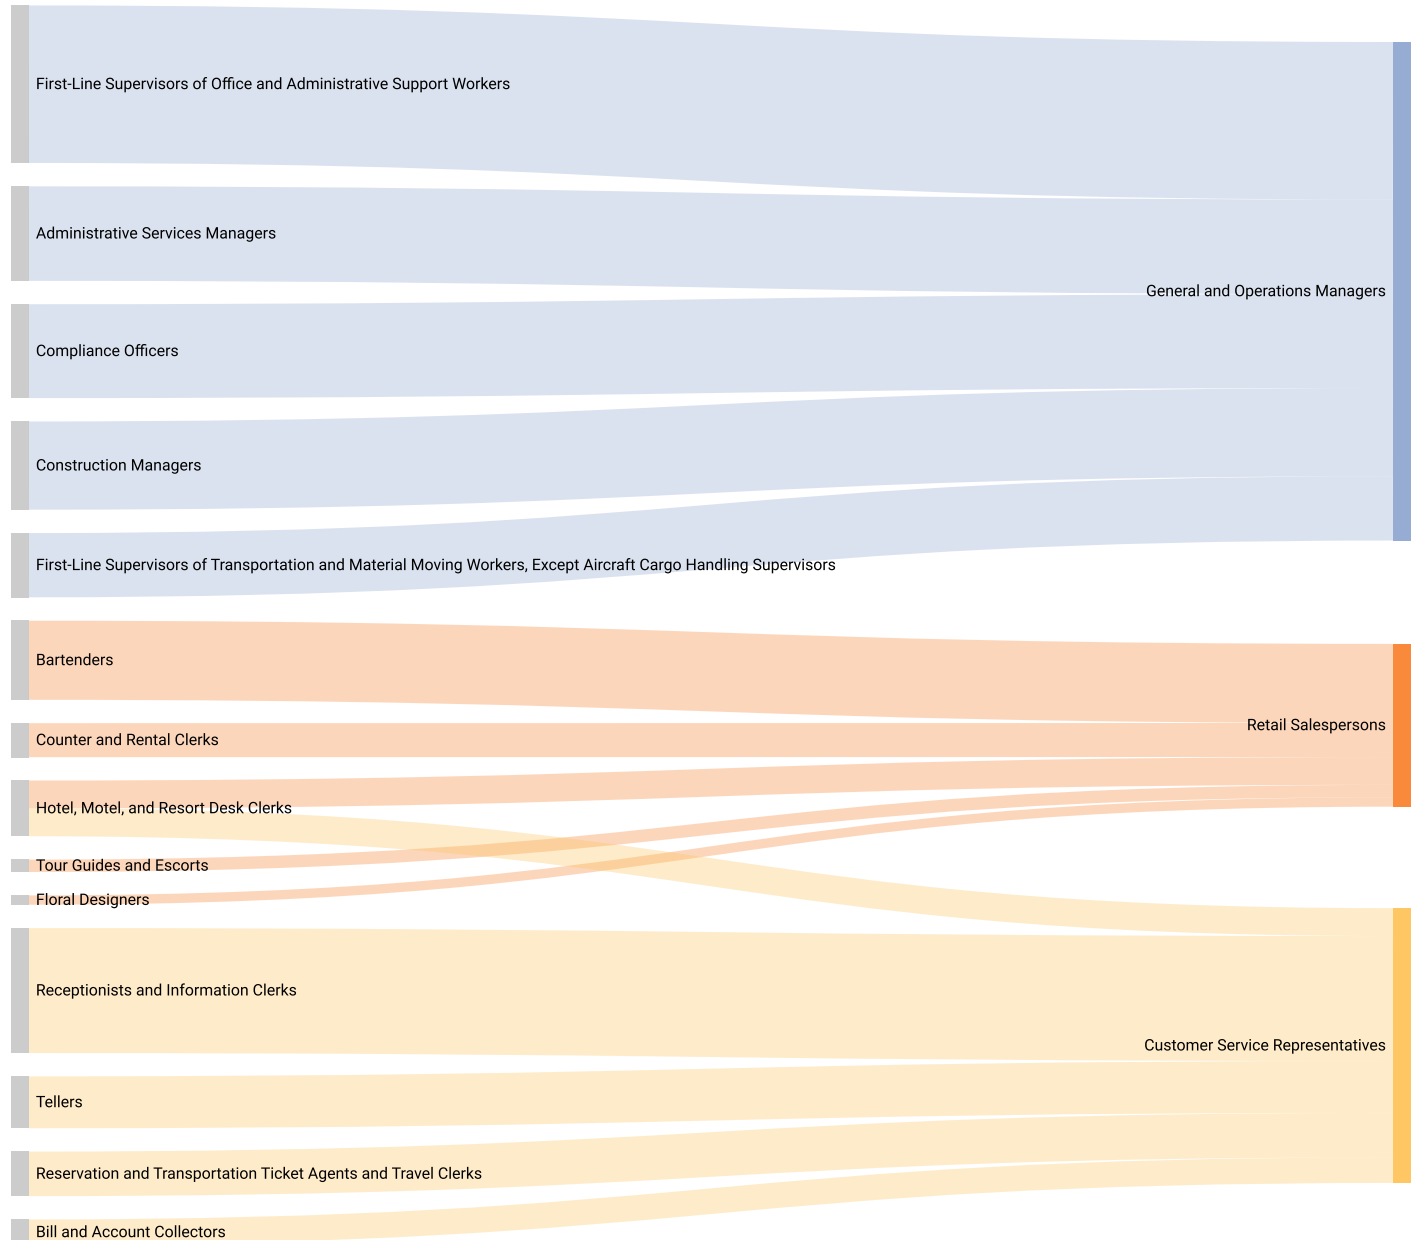 First-Line Supervisors of Office and Administrative Support Workers
Administrative Services Managers
General and Operations Managers
Compliance Officers
Construction Managers
First-Line Supervisors of Transportation and Material Moving Workers, Except Aircraft Cargo Handling Supervisors
Bartenders
Retail Salespersons
Counter and Rental Clerks
Hotel, Motel, and Resort Desk Clerks
Tour Guides and Escorts
Floral Designers
Receptionists and Information Clerks
Customer Service Representatives
Tellers
Reservation and Transportation Ticket Agents and Travel Clerks
Bill and Account Collectors